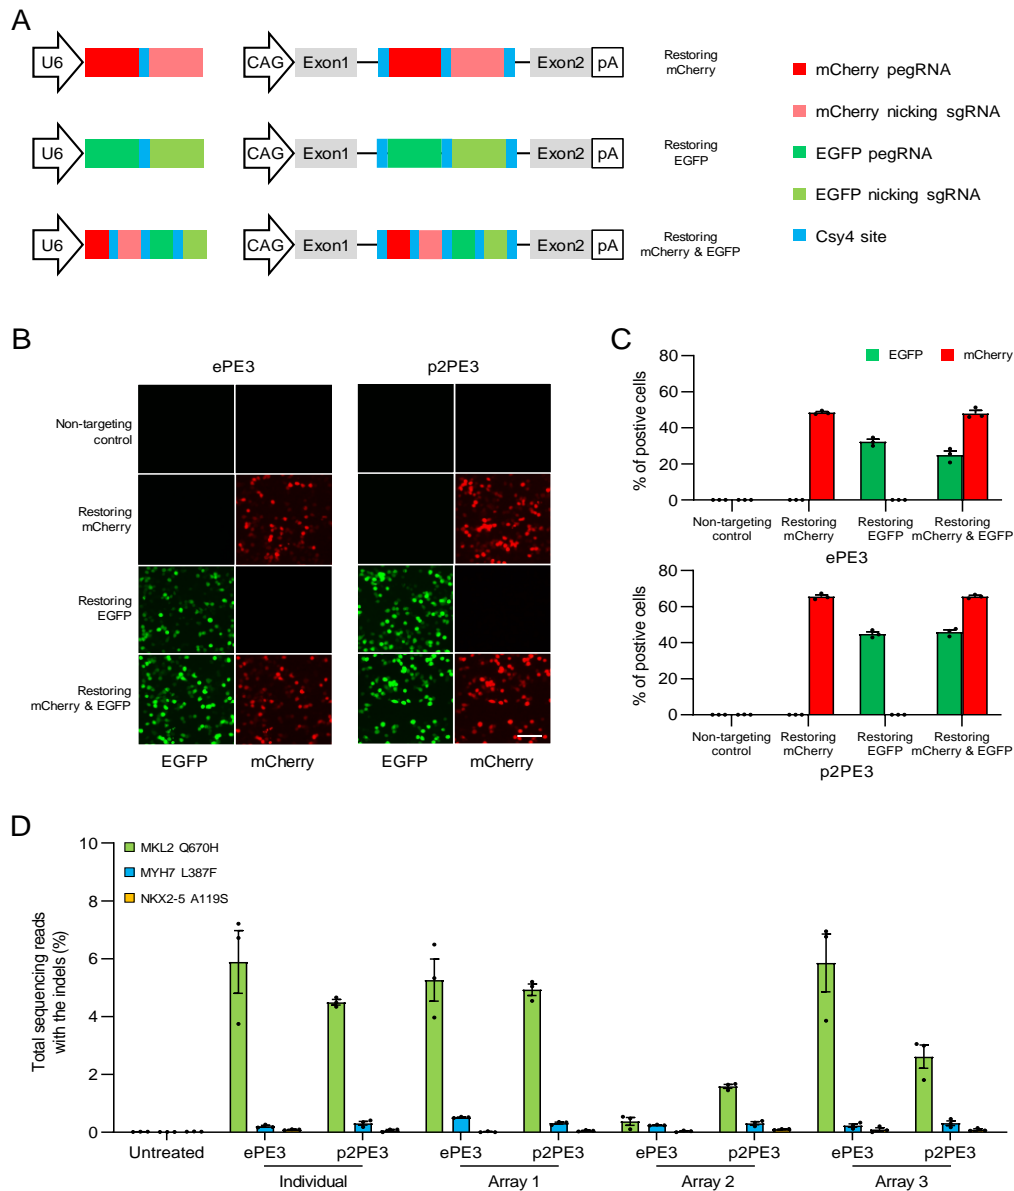 A
U6
CAG
Exon1
Exon2
pA
Restoring
mCherry
U6
CAG
Exon1
Exon2
pA
Restoring
EGFP
U6
CAG
Exon1
Exon2
pA
Restoring
mCherry & EGFP
mCherry pegRNA
mCherry nicking sgRNA
EGFP pegRNA
EGFP nicking sgRNA
Csy4 site
B
ePE3
p2PE3
Non-targeting
control
Restoring
mCherry
Restoring
EGFP
Restoring
mCherry & EGFP
EGFP
mCherry
EGFP
mCherry
C
EGFP
mCherry
% of postive cells
80
60
40
20
0
Non-targeting
control
Restoring
mCherry
Restoring
EGFP
Restoring
mCherry & EGFP
ePE3
% of postive cells
80
60
40
20
0
Non-targeting
control
Restoring
mCherry
Restoring
EGFP
Restoring
mCherry & EGFP
p2PE3
D
Total sequencing reads
with the indels (%)
10
8
6
4
2
0
MKL2 Q670H
MYH7 L387F
NKX2-5 A119S
Untreated
ePE3
p2PE3
ePE3
p2PE3
ePE3
p2PE3
ePE3
p2PE3
Individual
Array 1
Array 2
Array 3